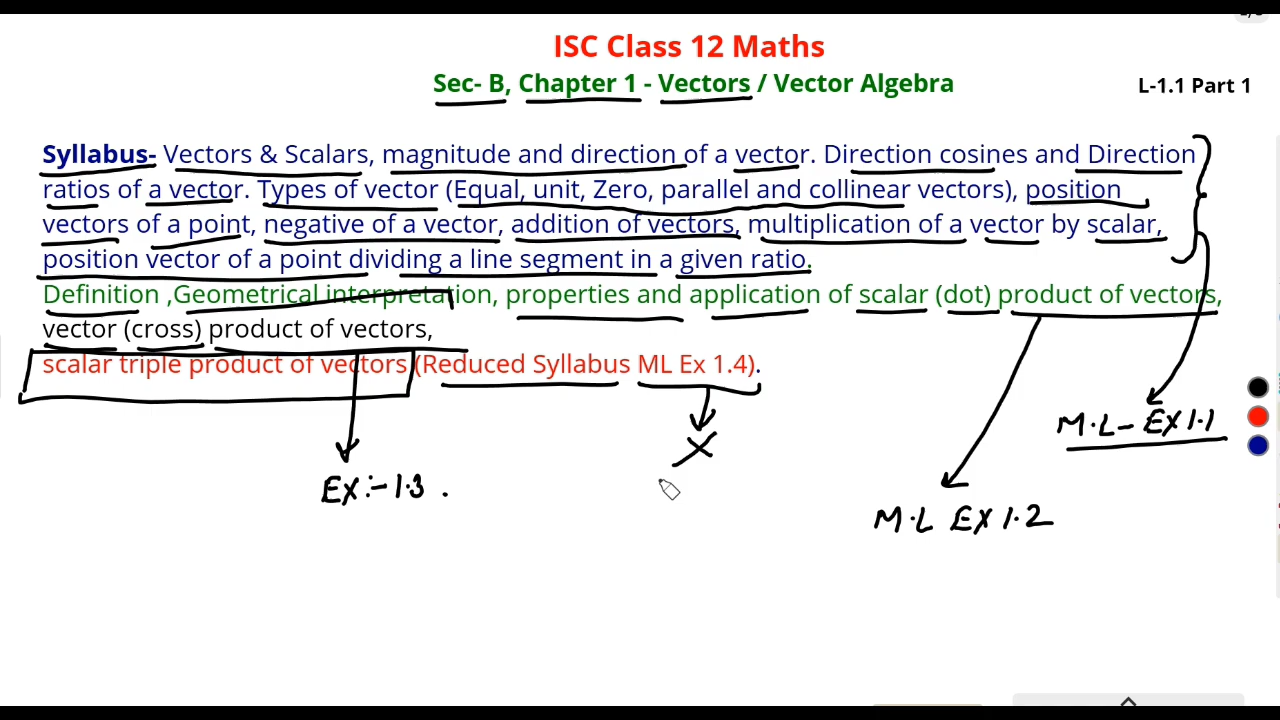 ISC Class 12 Maths
Sec- B, Chapter 1 - Vectors / Vector Algebra
L-1.1 Part 1
Syllabus- Vectors & Scalars, magnitude and direction of a vector. Direction cosines and Direction
ratios of a vector. Types of vector (Equal, unit, Zero, parallel and collinear vectors), position
vectors of a point, negative of a vector, addition of vectors, multiplication of a vector by scalar,
position vector of a point dividing a line segment in a given ratio.
Definition ,Geometrical interpretation, properties and application of scalar (dot) product of vectors,
vector (cross) product of vectors,
scalar triple product of vectors (Reduced Syllabus ML Ex 1.4).
M.L- EX 1.1
X
EX:- 1.3 .
M.L EX 1.2